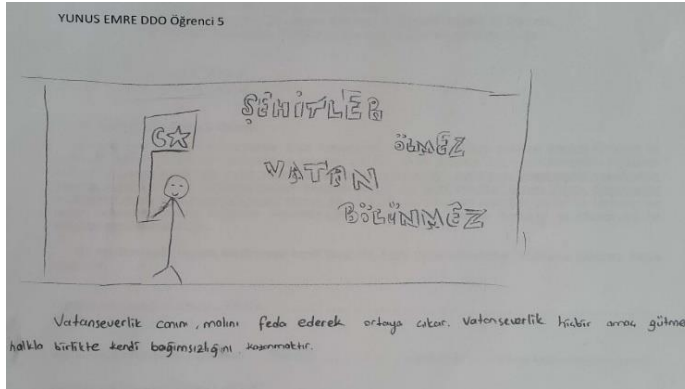 YUNUS EMRE DDO Öğrenci 5
ŞEHİTLER
ÖLMEZ
VATAN
BÖLÜNMEZ
Vatanseverlik canını, malını feda ederek ortaya çıkar. Vatanseverlik hiçbir amaç gütme
halkla birlikte kendi bağımsızlığını kazanmaktır.